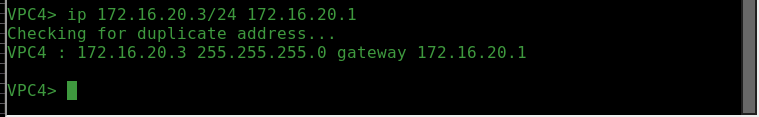 VPC4> ip 172.16.20.3/24 172.16.20.1
Checking for duplicate address...
VPC4 : 172.16.20.3 255.255.255.0 gateway 172.16.20.1
VPC4>